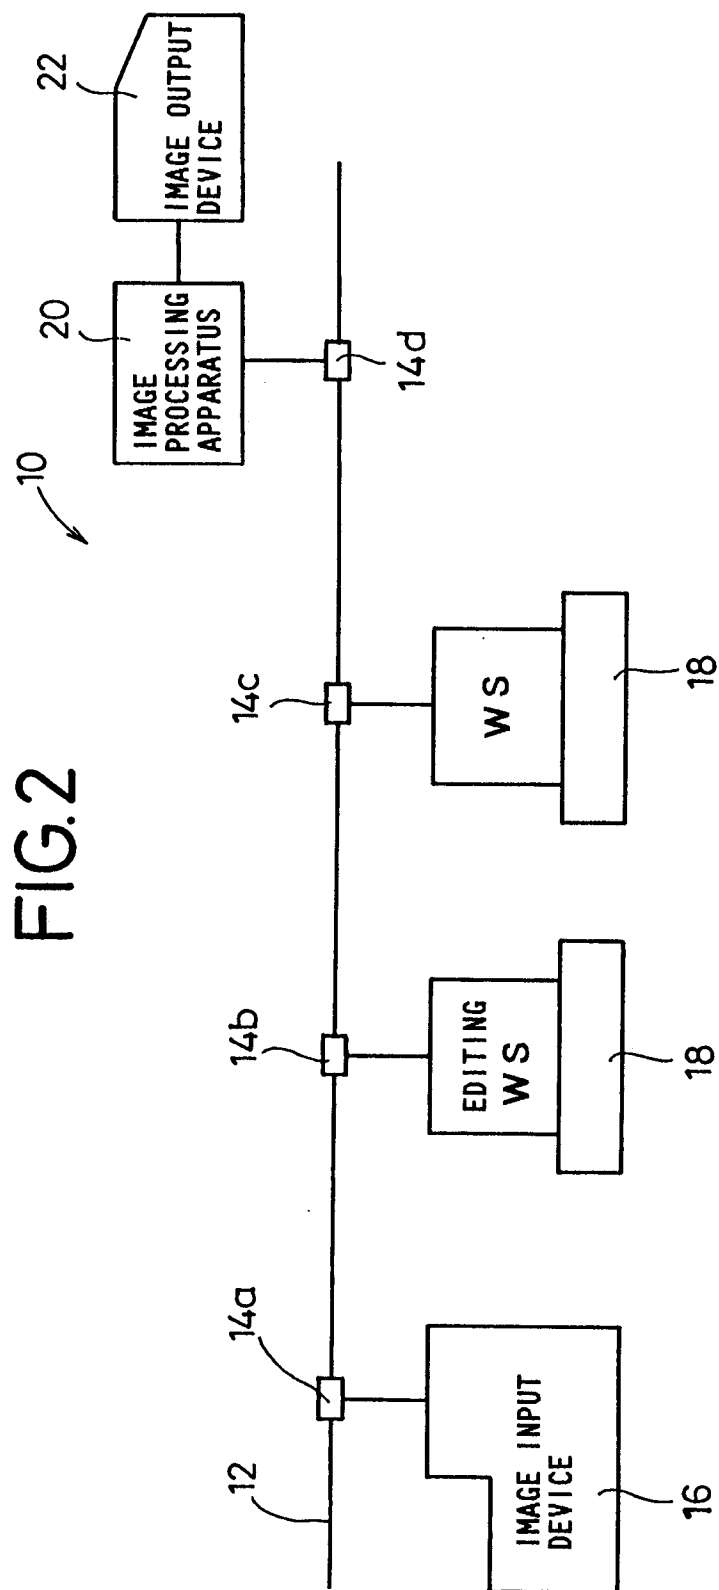 FIG. 2
10
22
IMAGE OUTPUT
DEVICE
20
IMAGE
PROCESSING
APPARATUS
12
14a
14b
14c
14d
IMAGE INPUT
DEVICE
16
EDITING
WS
18
WS
18